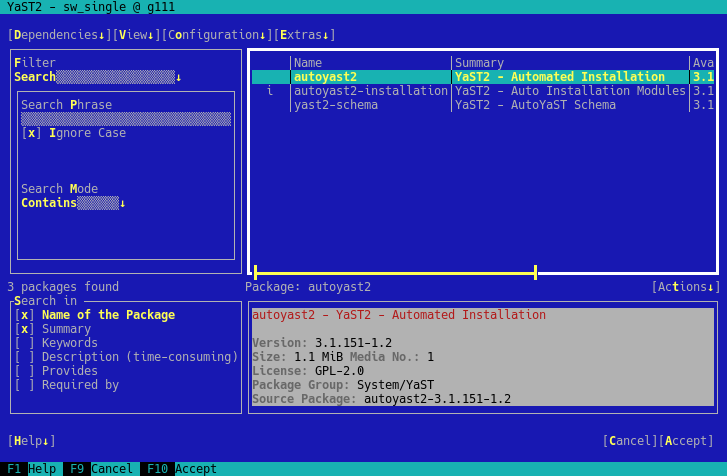 YaST2 - sw_single @ g111
[Dependencies↓][View↓][Configuration↓][Extras↓]
Filter
Search↓
Search Phrase
[x] Ignore Case
Search Mode
Contains↓
Name Summary Ava
autoyast2 YaST2 - Automated Installation 3.1
i autoyast2-installation YaST2 - Auto Installation Modules 3.1
yast2-schema YaST2 - AutoYaST Schema 3.1
3 packages found Package: autoyast2 [Actions↓]
Search in
[x] Name of the Package
[x] Summary
[ ] Keywords
[ ] Description (time-consuming)
[ ] Provides
[ ] Required by
autoyast2 - YaST2 - Automated Installation
Version: 3.1.151-1.2
Size: 1.1 MiB Media No.: 1
License: GPL-2.0
Package Group: System/YaST
Source Package: autoyast2-3.1.151-1.2
[Help↓] [Cancel][Accept]
F1 Help F9 Cancel F10 Accept